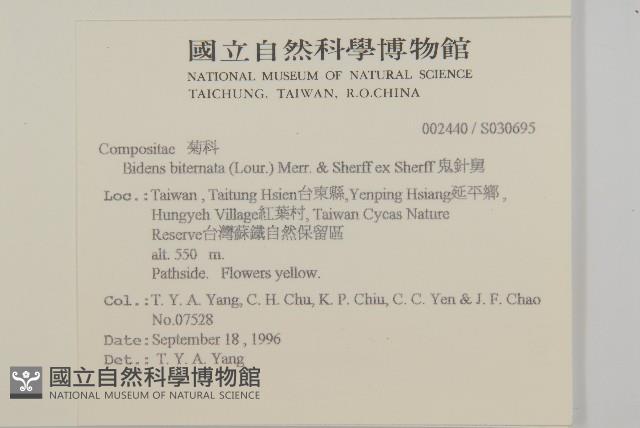 國立自然科學博物館
NATIONAL MUSEUM OF NATURAL SCIENCE
TAICHUNG, TAIWAN, R.O.CHINA
002440 / S030695
Compositae 菊科
Bidens biternata (Lour.) Merr. & Sherff ex Sherff 鬼針舅
Loc.: Taiwan , Taitung Hsien台東縣,Yenping Hsiang延平鄉 ,
Hungyeh Village紅葉村, Taiwan Cycas Nature
Reserve台灣蘇鐵自然保留區
alt. 550 m.
Pathside. Flowers yellow.
Col.: T. Y. A. Yang, C. H. Chu, K. P. Chiu, C. C. Yen & J. F. Chao
No.07528
Date: September 18 , 1996
Det.: T. Y. A. Yang
國立自然科學博物館
NATIONAL MUSEUM OF NATURAL SCIENCE